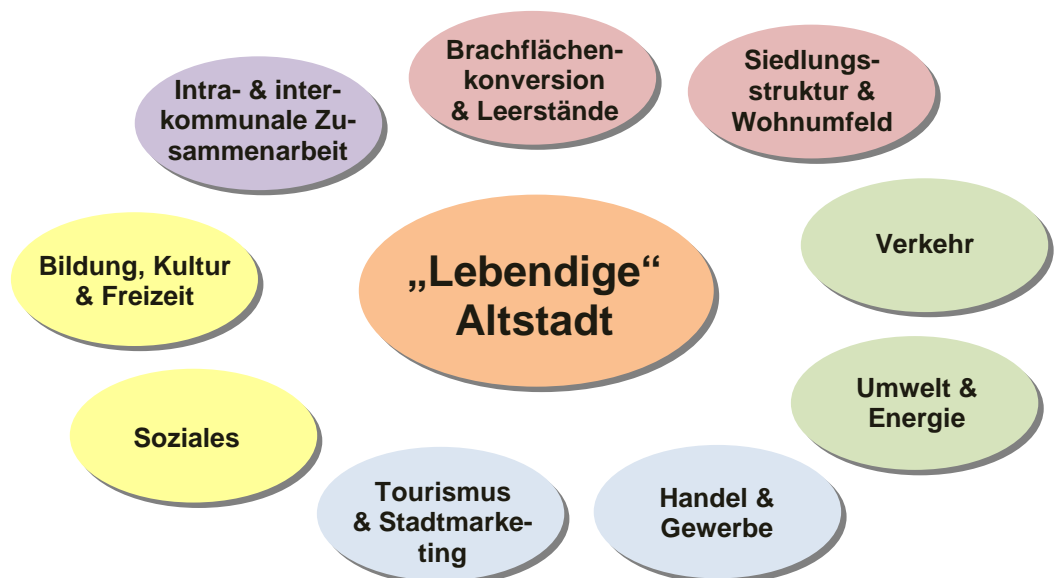 Brachflächen-
konversion
& Leerstände
Siedlungs-
struktur &
Wohnumfeld
Intra- & inter-
kommunale Zu-
sammenarbeit
Verkehr
Bildung, Kultur
& Freizeit
„Lebendige“
Altstadt
Umwelt &
Energie
Soziales
Tourismus
& Stadtmarke-
ting
Handel &
Gewerbe